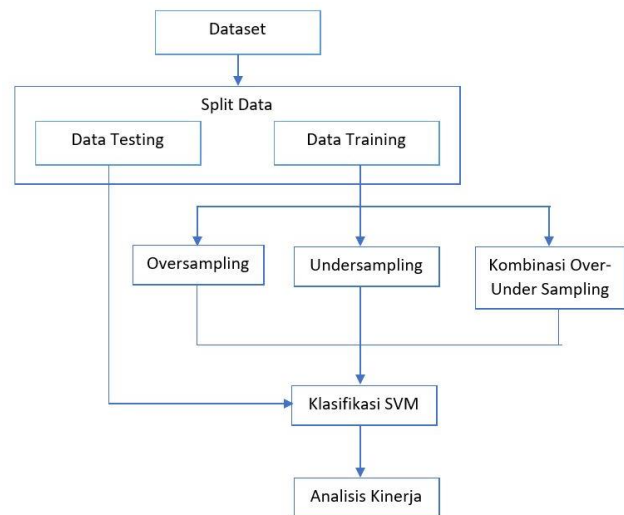 Dataset
Split Data
Data Testing
Data Training
Oversampling
Undersampling
Kombinasi Over-
Under Sampling
Klasifikasi SVM
Analisis Kinerja